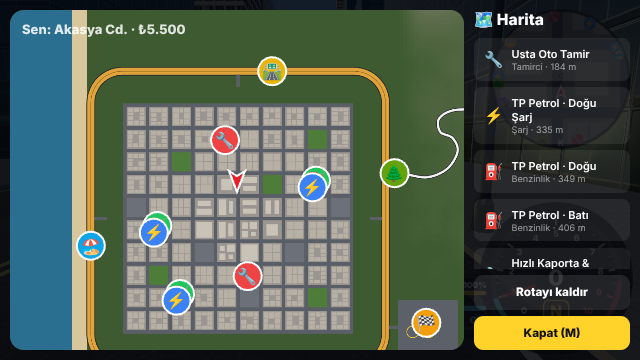 Sen: Akasya Cd. · ₺5.500
Harita
Usta Oto Tamir
Tamirci · 184 m
TP Petrol · Doğu
Şarj
Şarj · 335 m
TP Petrol · Doğu
Benzinlik · 349 m
TP Petrol · Batı
Benzinlik · 406 m
Hızlı Kaporta &
Rotayı kaldır
Kapat (M)